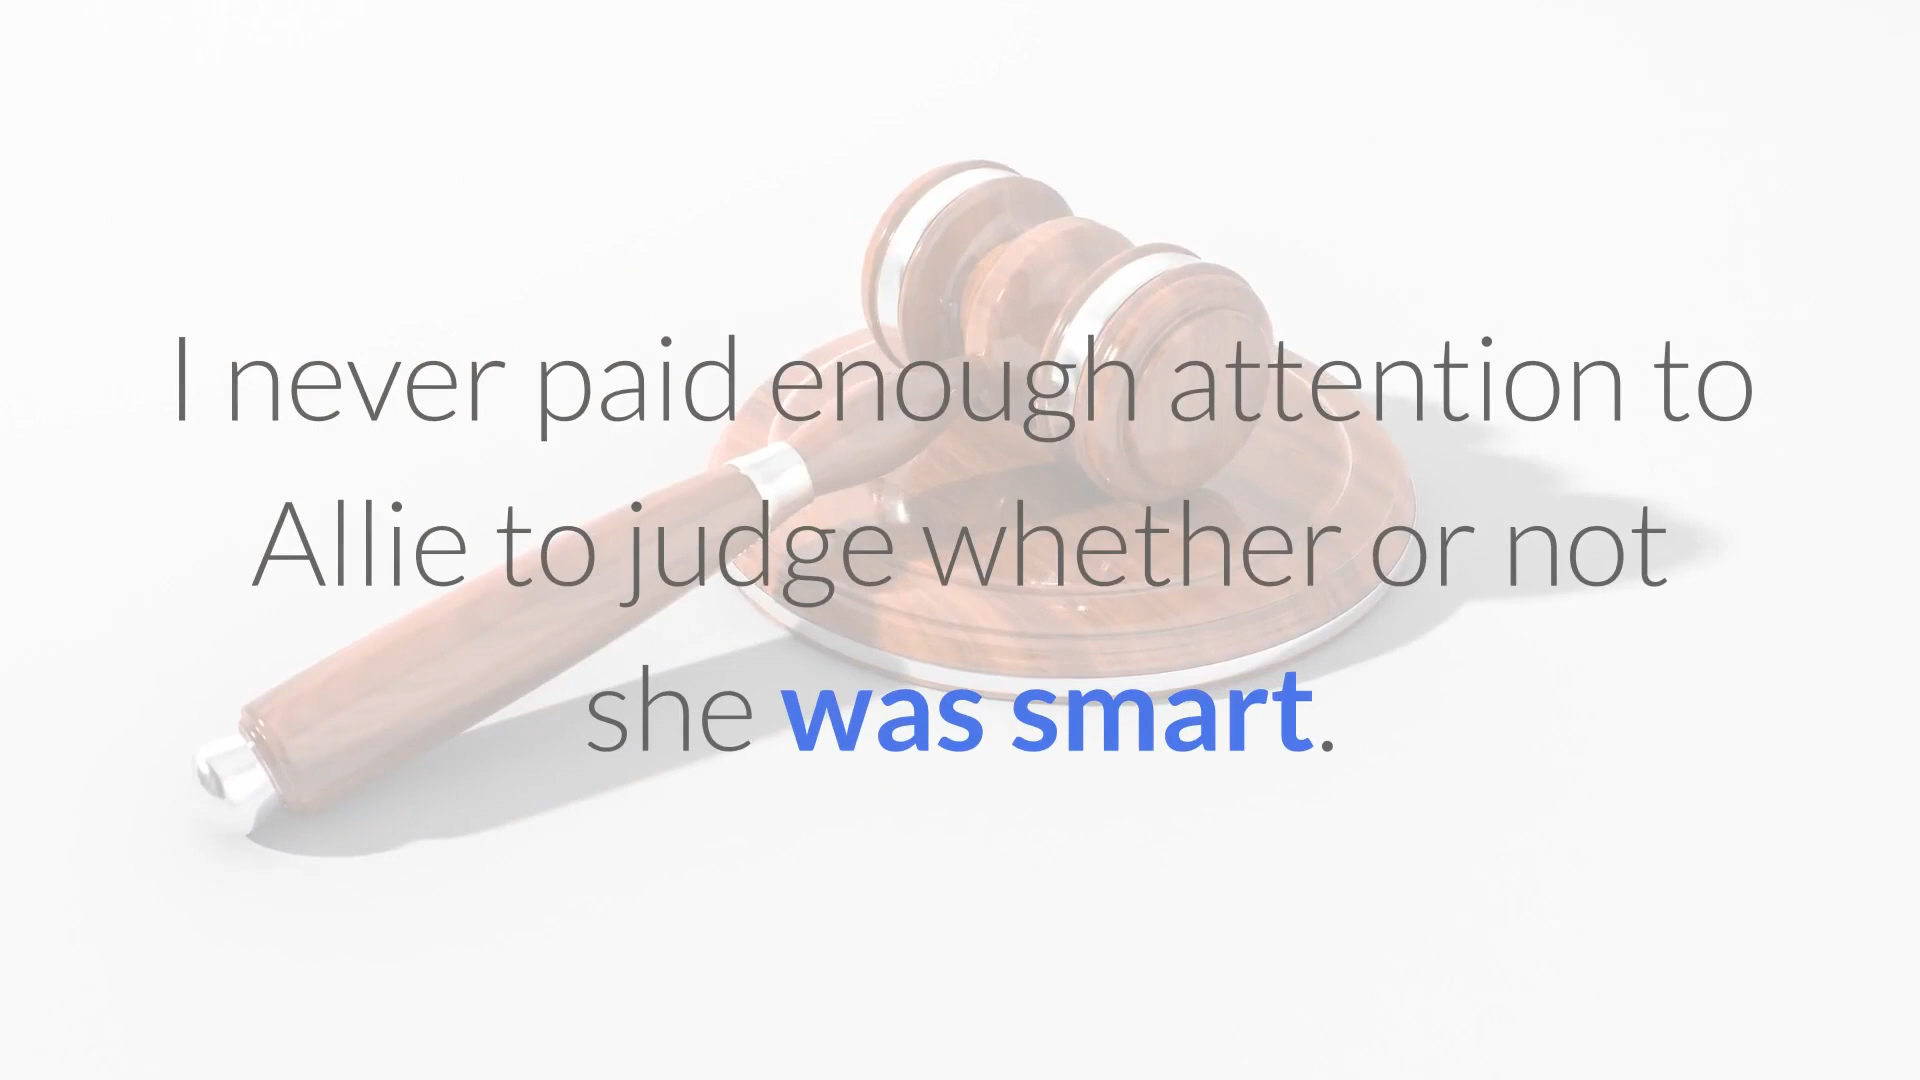 I never paid enough attention to
Allie to judge whether or not
she was smart.